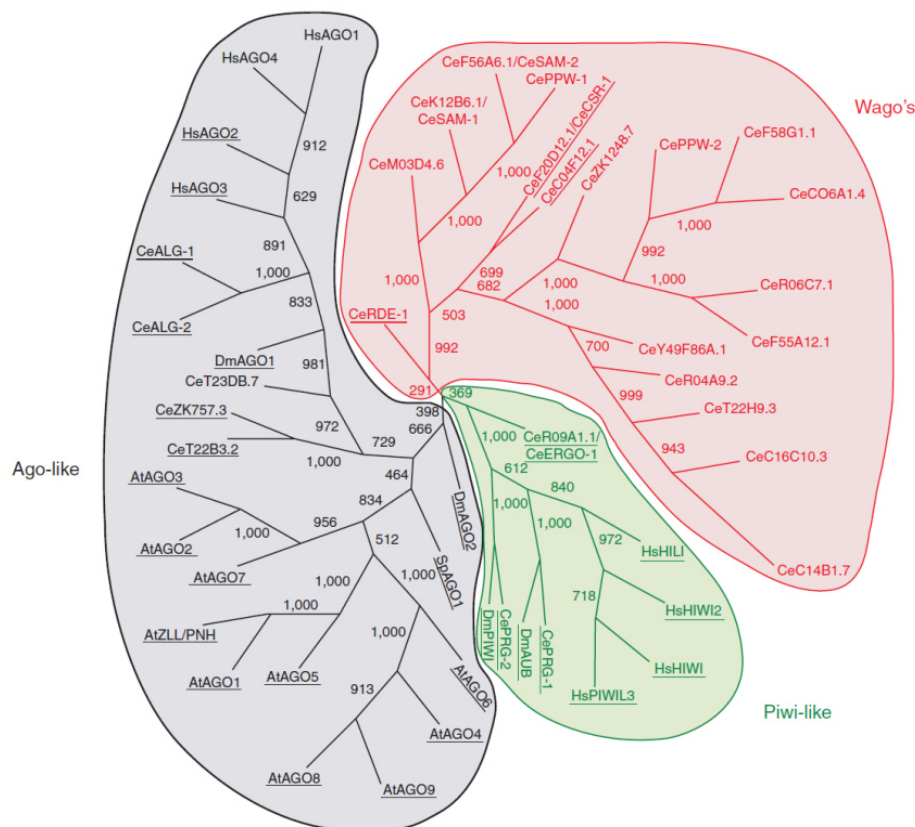 HsAGO1
HsAGO4
HsAGO2
912
HsAGO3
629
891
CeALG-1
1,000
833
CeALG-2
DmAGO1
981
CeT23DB.7
CeZK757.3
972
729
CeT22B3.2
1,000
398
666
464
DmAGO2
Ago-like
AtAGO3
834
SpAGO1
AtAGO2
1,000
956
512
AtAGO7
1,000
1,000
AtZLL/PNH
1,000
AtAGO1
AtAGO5
1,000
AtAGO6
913
AtAGO4
AtAGO8
AtAGO9
CeF56A6.1/CeSAM-2
CePPW-1
CeK12B6.1/
CeSAM-1
CeF20D12.1/CeCSR-1
CeC04F12.1
CeZK1248.7
Wago's
CePPW-2
CeF58G1.1
CeM03D4.6
1,000
CeCO6A1.4
1,000
1,000
992
1,000
699
682
1,000
1,000
1,000
CeR06C7.1
CeRDE-1
503
CeF55A12.1
992
700
CeY49F86A.1
CeR04A9.2
291
999
CeT22H9.3
943
CeC16C10.3
CeC14B1.7
369
1,000
CeR09A1.1/
CeERGO-1
612
840
1,000
1,000
972
HsHILI
718
HsHIWI2
DmPIWI
CePRG-2
DmAUB
CePRG-1
HsHIWI
HsPIWIL3
Piwi-like